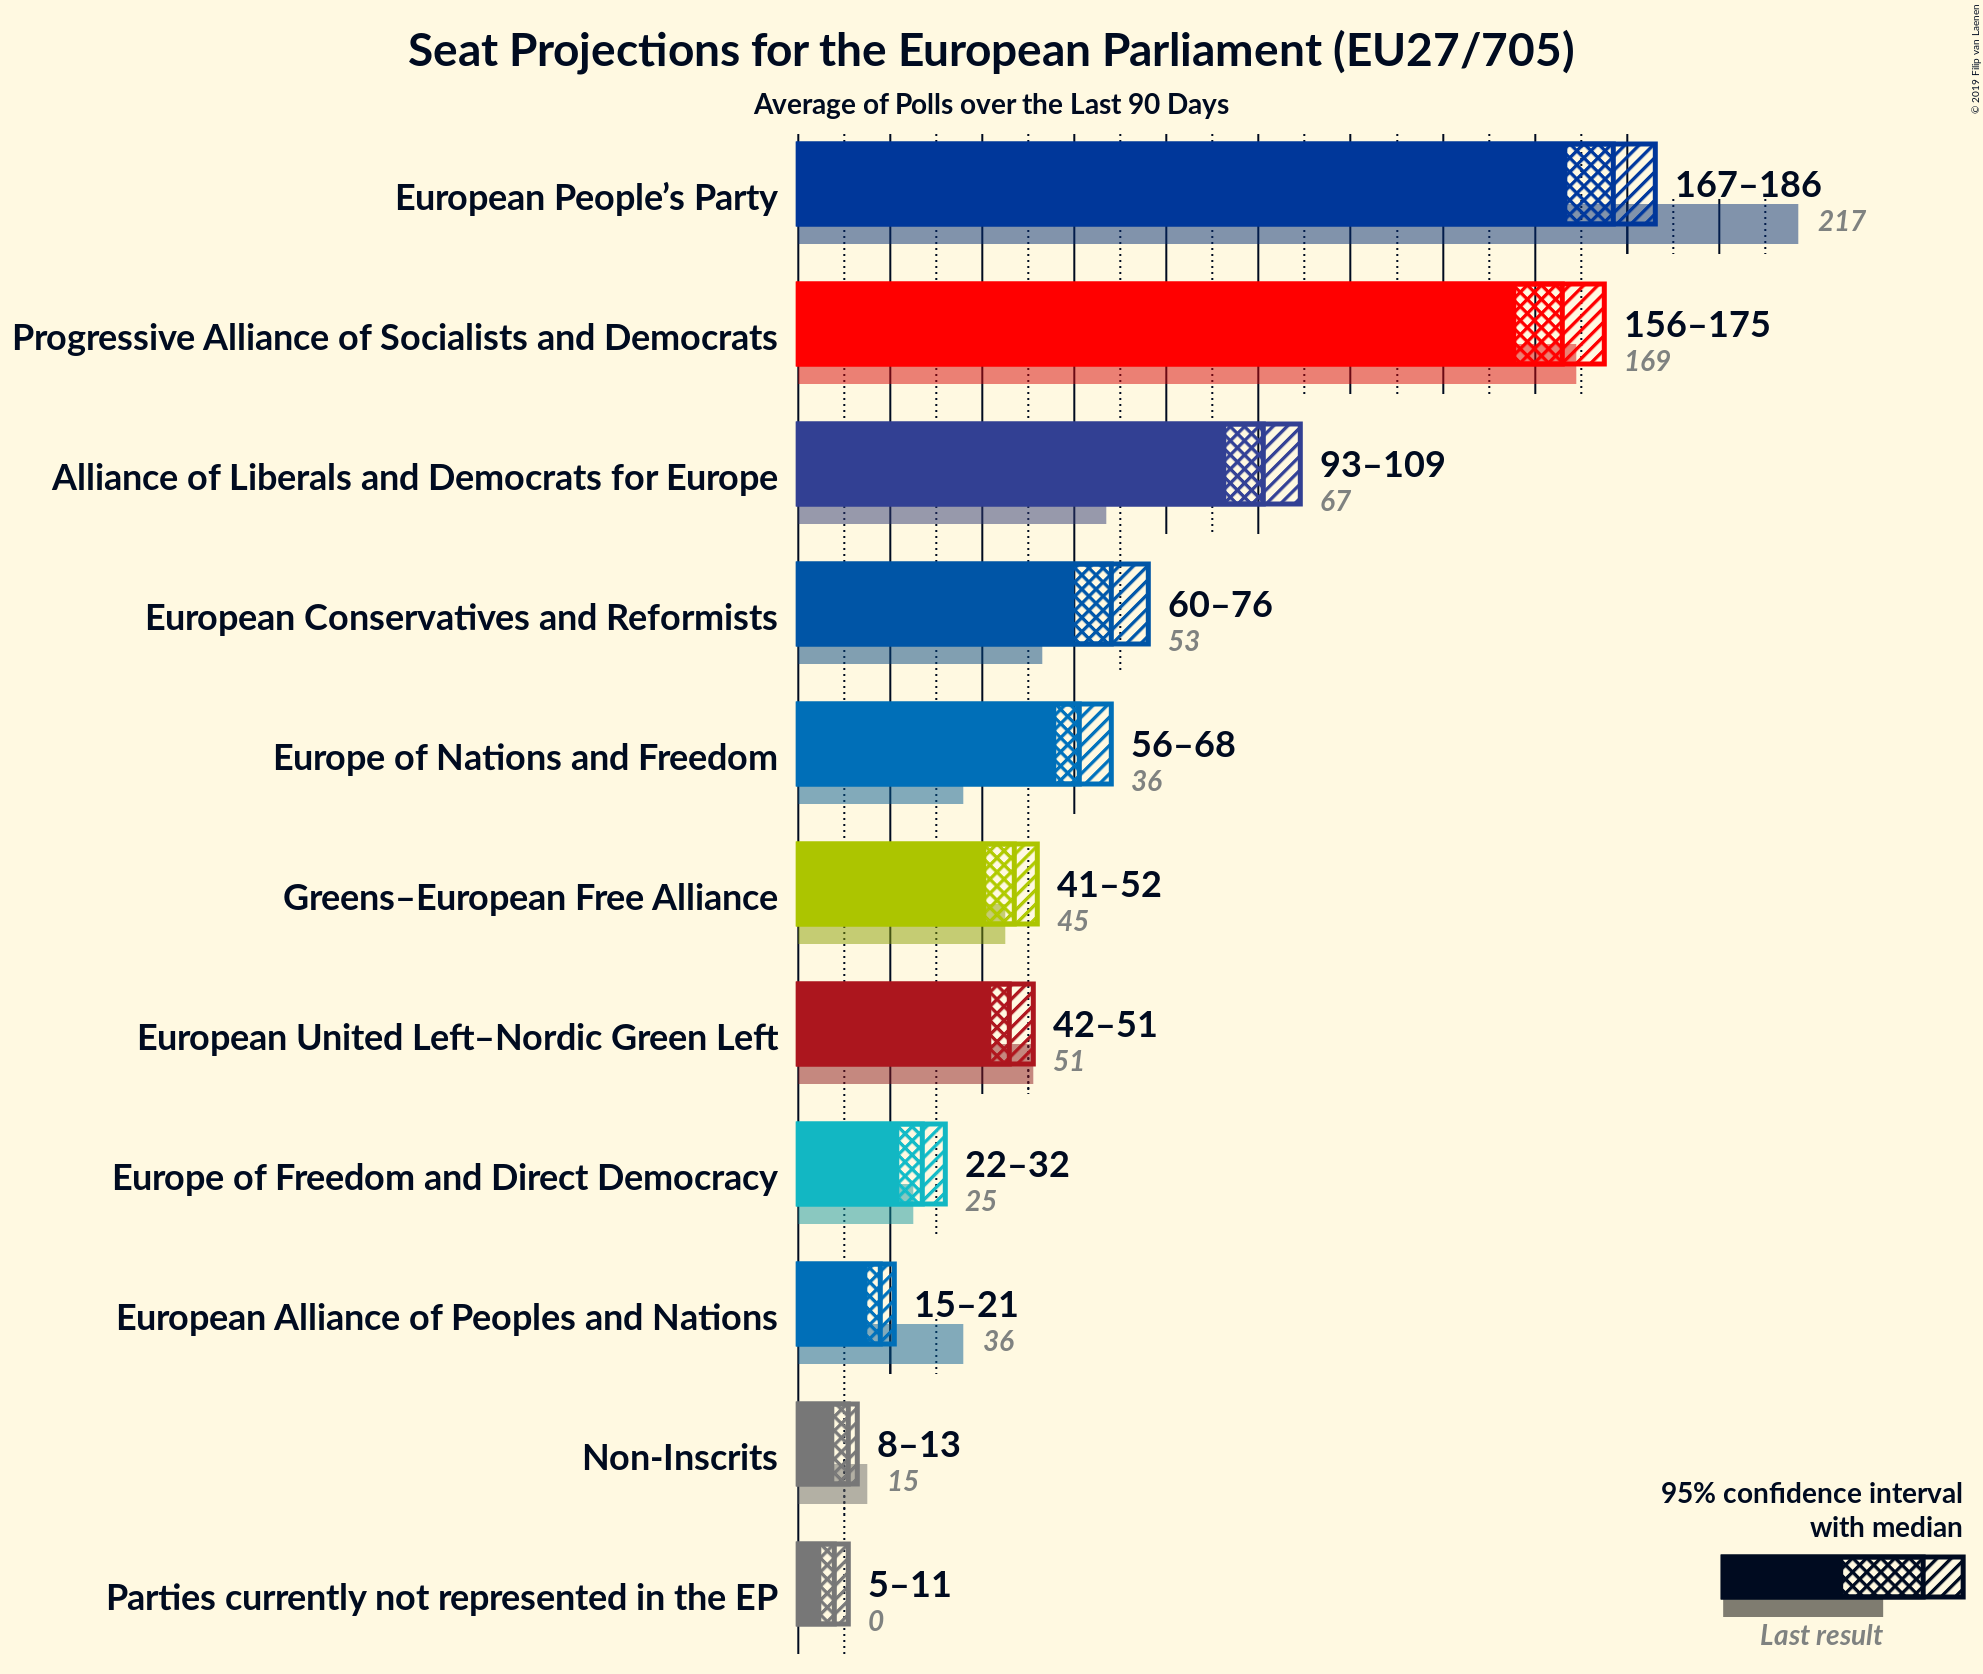 Seat Projections for the European Parliament (EU27/705)
Average of Polls over the Last 90 Days
© 2019 Filip van Laenen
European People’s Party
167–186
217
Progressive Alliance of Socialists and Democrats
156–175
169
Alliance of Liberals and Democrats for Europe
93–109
67
European Conservatives and Reformists
60–76
53
Europe of Nations and Freedom
56–68
36
Greens–European Free Alliance
41–52
45
European United Left–Nordic Green Left
42–51
51
Europe of Freedom and Direct Democracy
22–32
25
European Alliance of Peoples and Nations
15–21
36
Non-Inscrits
8–13
15
Parties currently not represented in the EP
5–11
0
95% confidence interval
with median
Last result